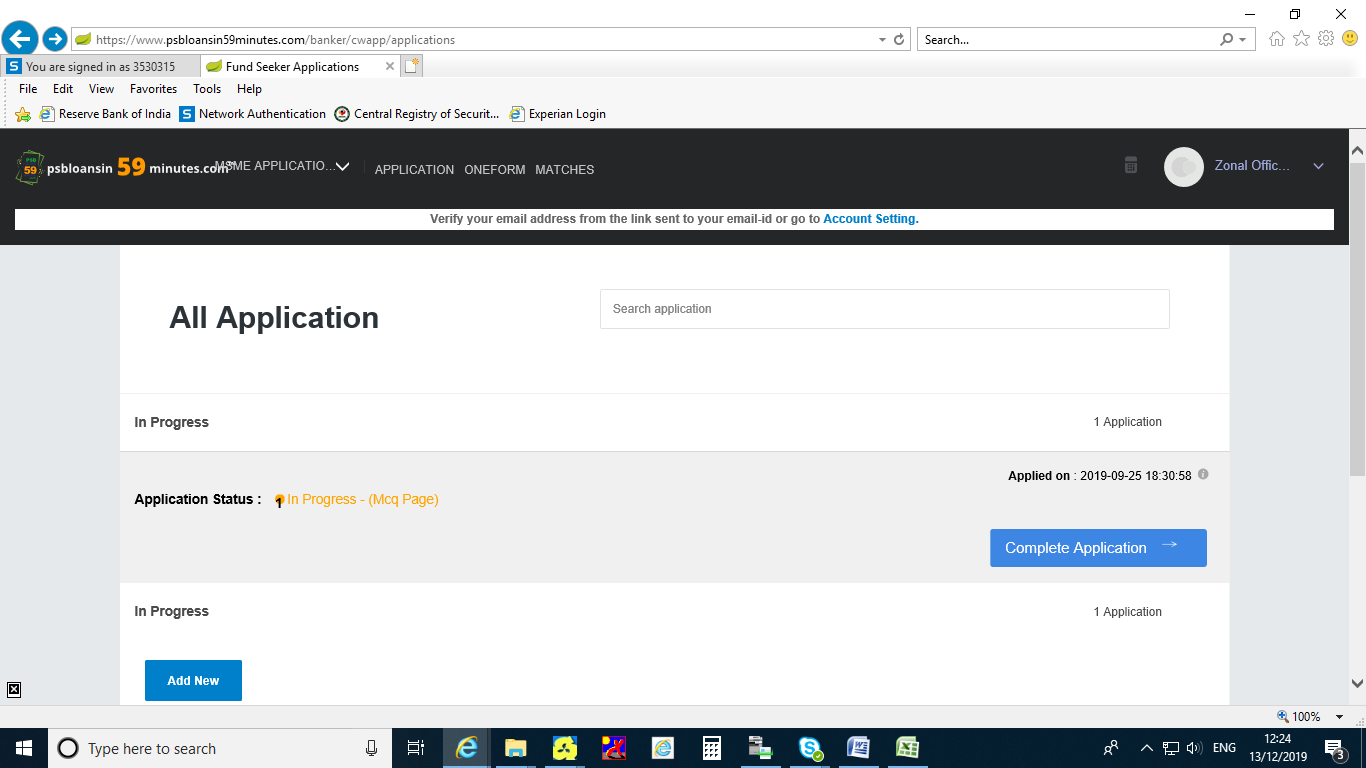 https://www.psbloansin59minutes.com/banker/cwapp/applications
Search...
You are signed in as 3530315
Fund Seeker Applications
File Edit View Favorites Tools Help
Reserve Bank of India Network Authentication Central Registry of Securit... Experian Login
PSB 59 psbloansin 59 minutes.com™
MSME APPLICATIO... APPLICATION ONEFORM MATCHES
Zonal Offic...
Verify your email address from the link sent to your email-id or go to Account Setting.
All Application
Search application
In Progress 1 Application
Applied on : 2019-09-25 18:30:58
Application Status : 1 In Progress - (Mcq Page)
Complete Application →
In Progress 1 Application
Add New
100%
Type here to search
ENG
12:24
13/12/2019
3